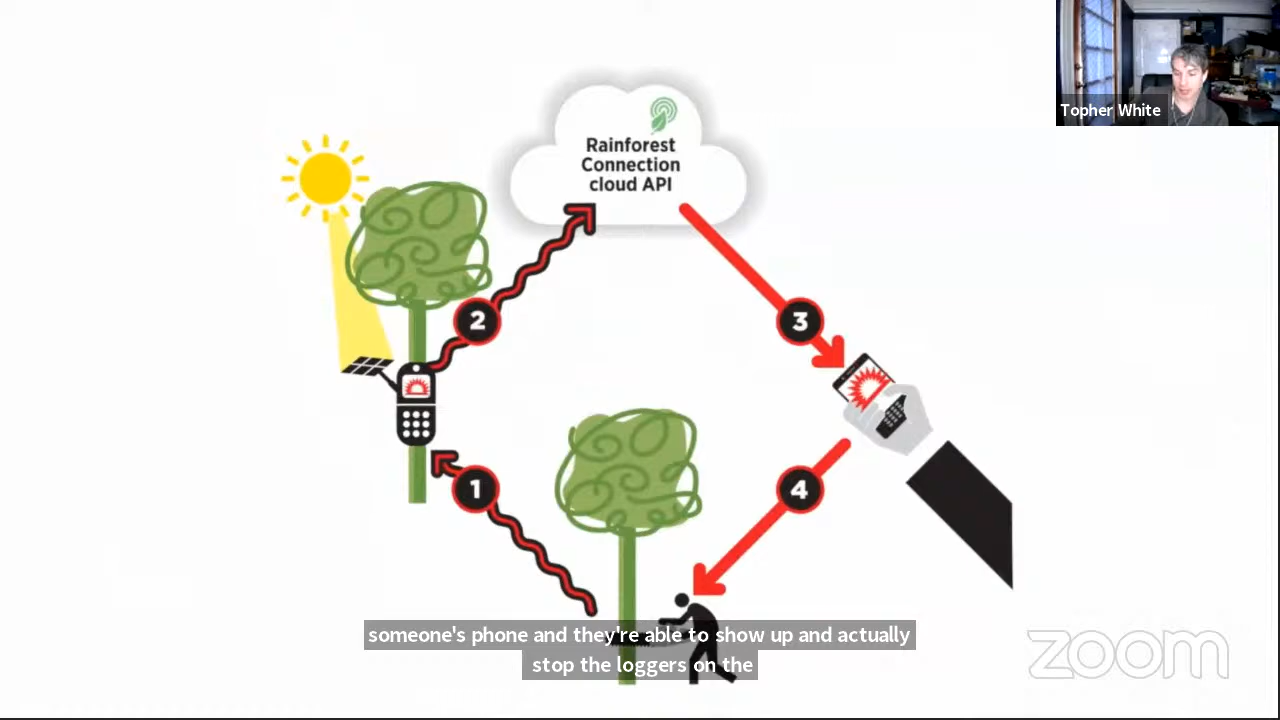 Topher White
Rainforest
Connection
cloud API
2
3
1
4
someone's phone and they're able to show up and actually
stop the loggers on the
zoom